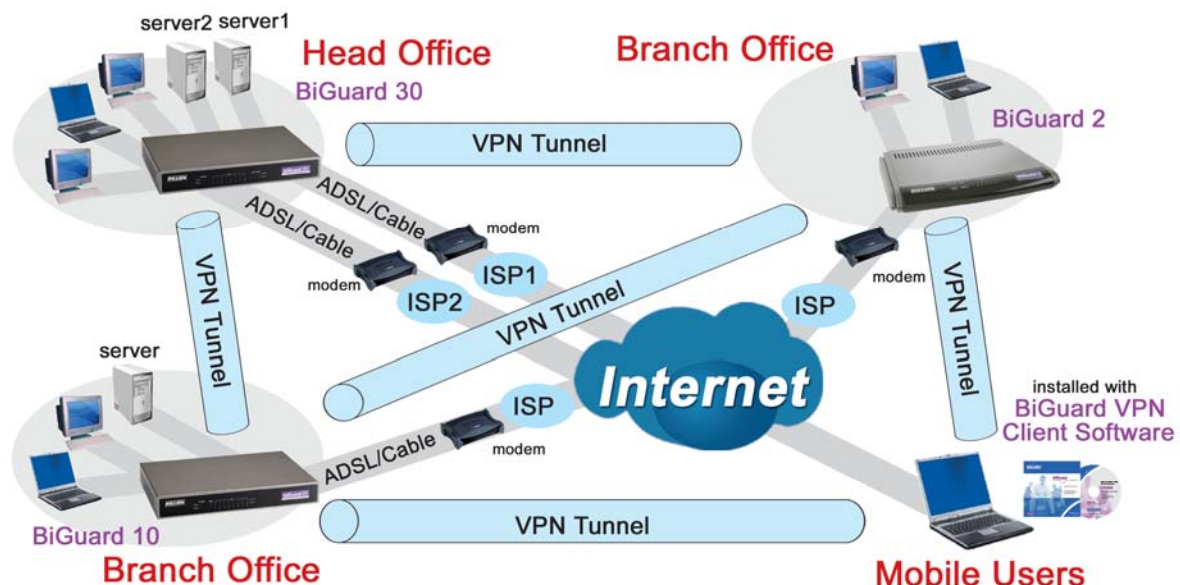 server2 server1
Head Office
BiGuard 30
Branch Office
BiGuard 2
VPN Tunnel
ADSL/Cable
modem
ISP1
ADSL/Cable
modem
ISP2
modem
ISP
VPN Tunnel
VPN Tunnel
VPN Tunnel
server
Internet
installed with
BiGuard VPN
Client Software
ISP
modem
ADSL/Cable
BiGuard 10
Branch Office
VPN Tunnel
Mobile Users